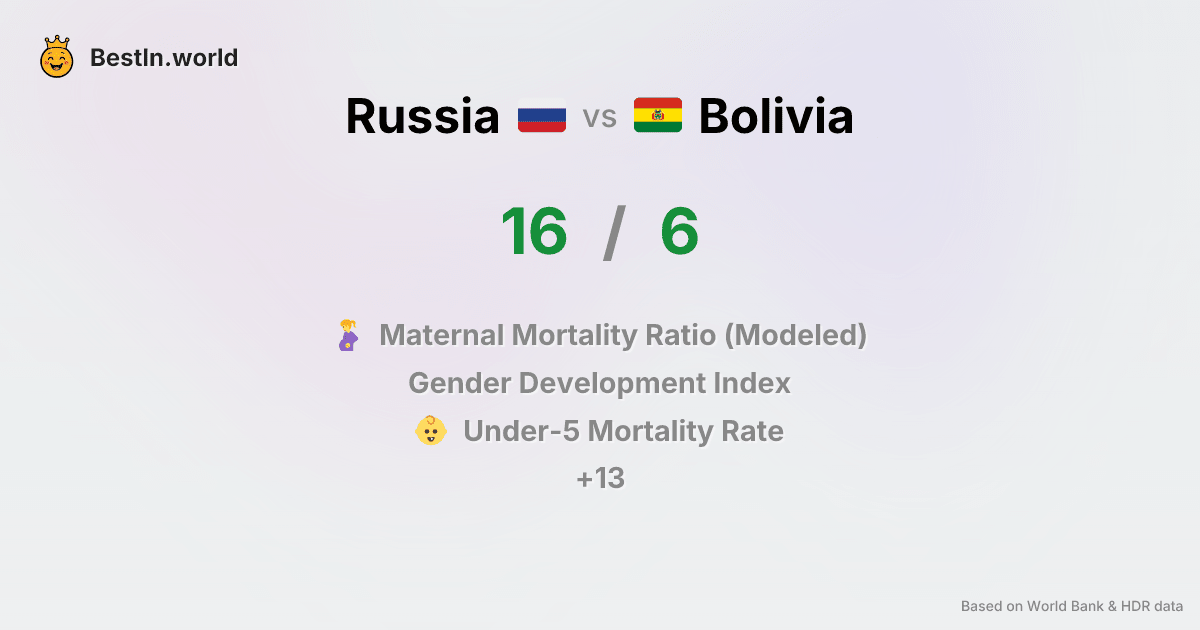 BestIn.world
Russia vs Bolivia
16 / 6
Maternal Mortality Ratio (Modeled)
Gender Development Index
Under-5 Mortality Rate
+13
Based on World Bank & HDR data